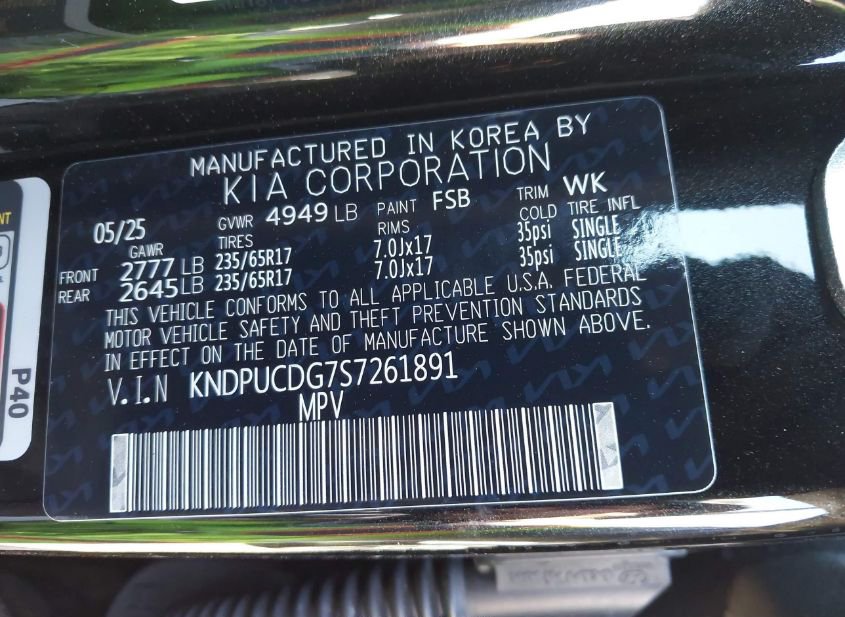 MANUFACTURED IN KOREA BY
KIA CORPORATION
05/25 GVWR 4949 LB PAINT FSB TRIM WK
GAWR TIRES RIMS COLD TIRE INFL
FRONT 2777 LB 235/65R17 7.0Jx17 35psi SINGLE
REAR 2645 LB 235/65R17 7.0Jx17 35psi SINGLE
THIS VEHICLE CONFORMS TO ALL APPLICABLE U.S.A. FEDERAL
MOTOR VEHICLE SAFETY AND THEFT PREVENTION STANDARDS
IN EFFECT ON THE DATE OF MANUFACTURE SHOWN ABOVE.
V.I.N KNDPUCDG7S7261891
MPV
P40